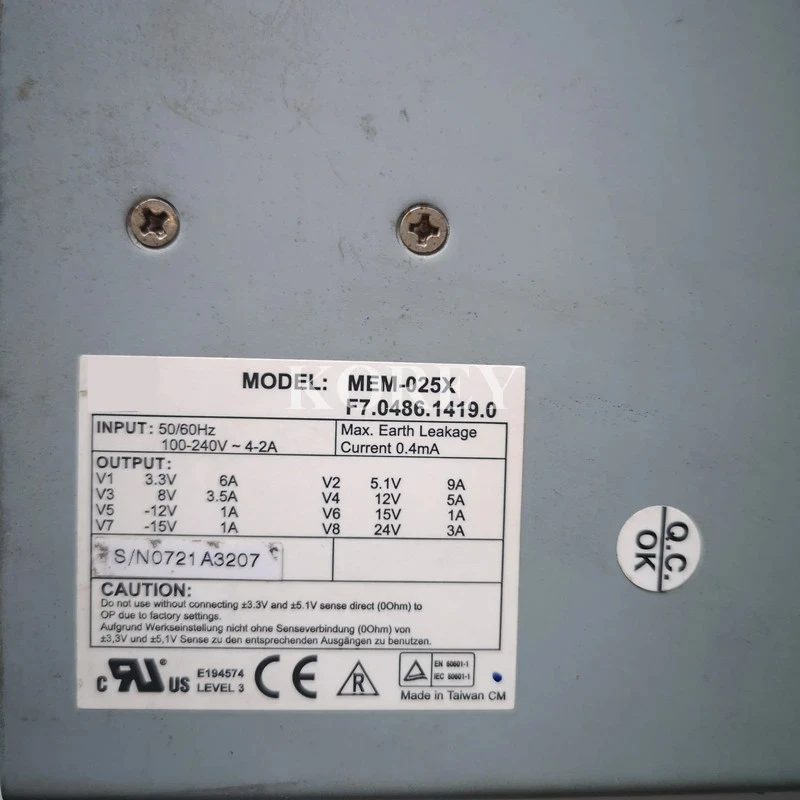 MODEL: MEM-025X
KOREY
F7.0486.1419.0
INPUT: 50/60Hz
100-240V ~ 4-2A
Max. Earth Leakage
Current 0.4mA
OUTPUT:
V1 3.3V 6A V2 5.1V 9A
V3 8V 3.5A V4 12V 5A
V5 -12V 1A V6 15V 1A
V7 -15V 1A V8 24V 3A
S/N0721A3207
Q.C.
OK
CAUTION:
Do not use without connecting ±3.3V and ±5.1V sense direct (0Ohm) to
OP due to factory settings.
Aufgrund Werkseinstellung nicht ohne Senseverbindung (0Ohm) von
±3,3V und ±5,1V Sense zu den entsprechenden Ausgängen zu benutzen.
c RU US
E194574
LEVEL 3
CE
R
EN 60601-1
IEC 60601-1
Made in Taiwan CM